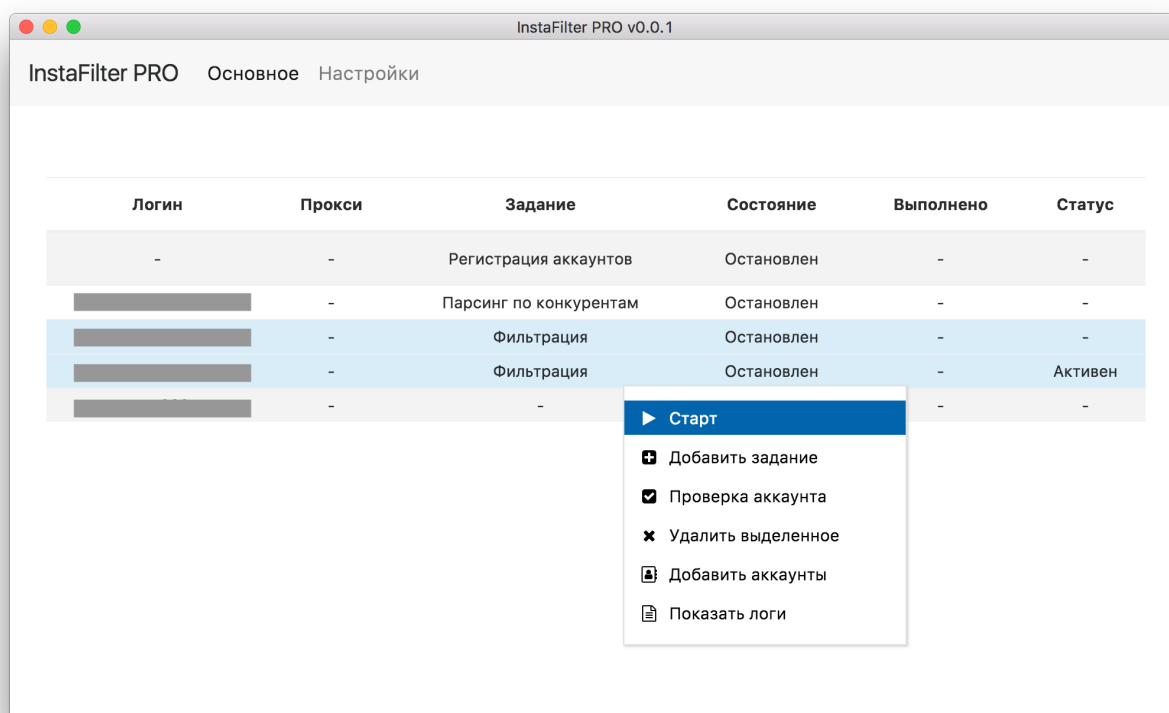 InstaFilter PRO v0.0.1
InstaFilter PRO Основное Настройки
Логин Прокси Задание Состояние Выполнено Статус
- - Регистрация аккаунтов Остановлен - -
- Парсинг по конкурентам Остановлен - -
- Фильтрация Остановлен - -
- Фильтрация Остановлен - Активен
- - - -
Старт
Добавить задание
Проверка аккаунта
Удалить выделенное
Добавить аккаунты
Показать логи